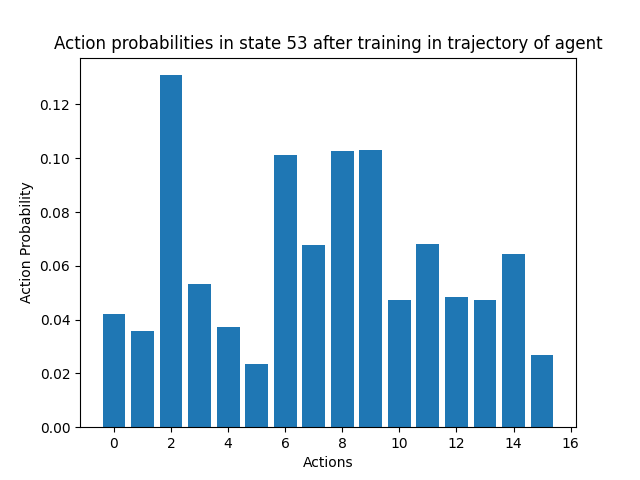 Action probabilities in state 53 after training in trajectory of agent
Action Probability
0.12
0.10
0.08
0.06
0.04
0.02
0.00
0 2 4 6 8 10 12 14 16
Actions